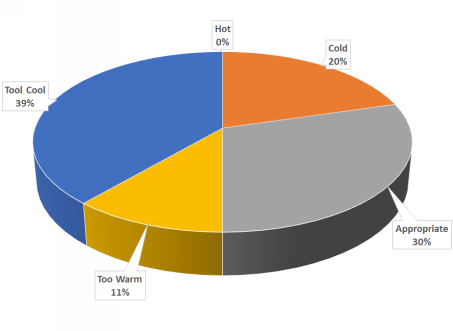 Hot
0%
Cold
20%
Tool Cool
39%
Appropriate
30%
Too Warm
11%